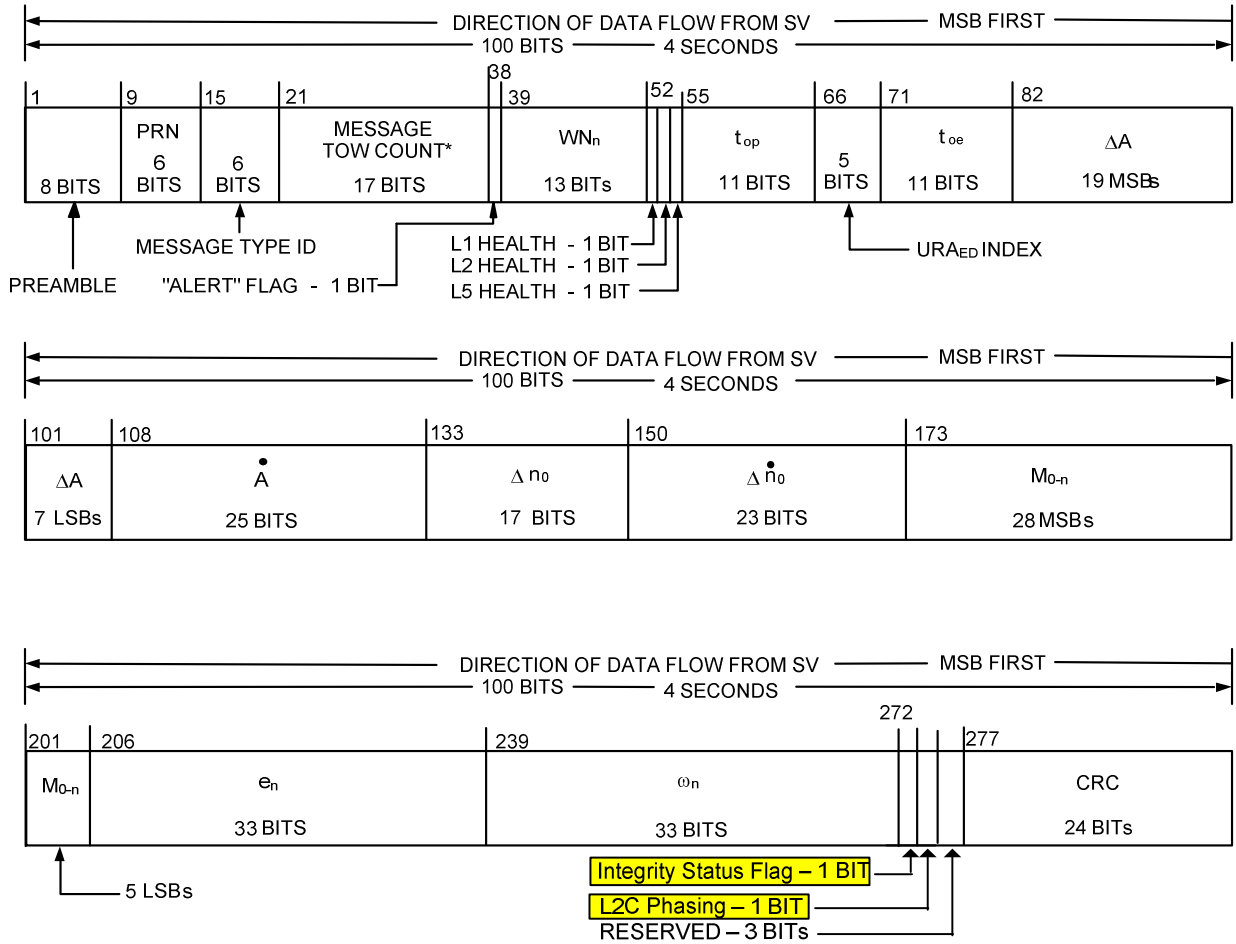 DIRECTION OF DATA FLOW FROM SV MSB FIRST
100 BITS 4 SECONDS
38
1 9 15 21 39 52 55 66 71 82
PRN
6
BITS
6
BITS
MESSAGE
TOW COUNT*
17 BITS
WNn
13 BITs
top
11 BITS
5
BITS
toe
11 BITS
ΔA
19 MSBs
8 BITS
MESSAGE TYPE ID
PREAMBLE
"ALERT" FLAG - 1 BIT
L1 HEALTH - 1 BIT
L2 HEALTH - 1 BIT
L5 HEALTH - 1 BIT
URAED INDEX
DIRECTION OF DATA FLOW FROM SV MSB FIRST
100 BITS 4 SECONDS
101 108 133 150 173
ΔA
7 LSBs
Ȧ
25 BITS
Δ n0
17 BITS
Δ ṅ0
23 BITS
M0-n
28 MSBs
DIRECTION OF DATA FLOW FROM SV MSB FIRST
100 BITS 4 SECONDS
272
201 206 239 277
M0-n
en
33 BITS
ωn
33 BITS
CRC
24 BITs
5 LSBs
Integrity Status Flag – 1 BIT
L2C Phasing – 1 BIT
RESERVED – 3 BITs